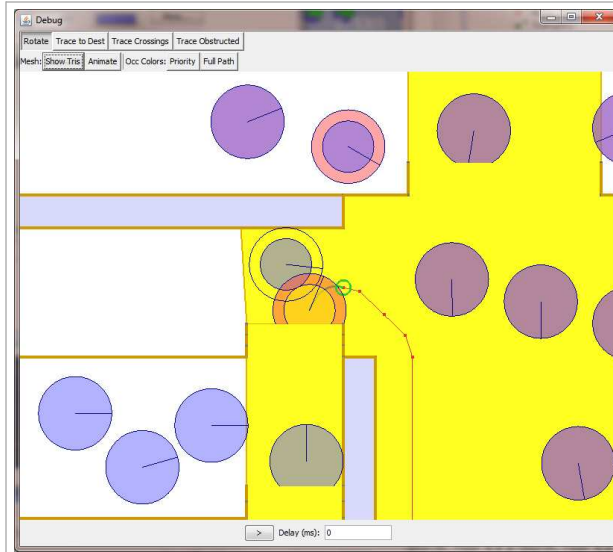 Debug
Rotate Trace to Dest Trace Crossings Trace Obstructed
Mesh: Show Tris Animate Occ Colors: Priority Full Path
> Delay (ms): 0